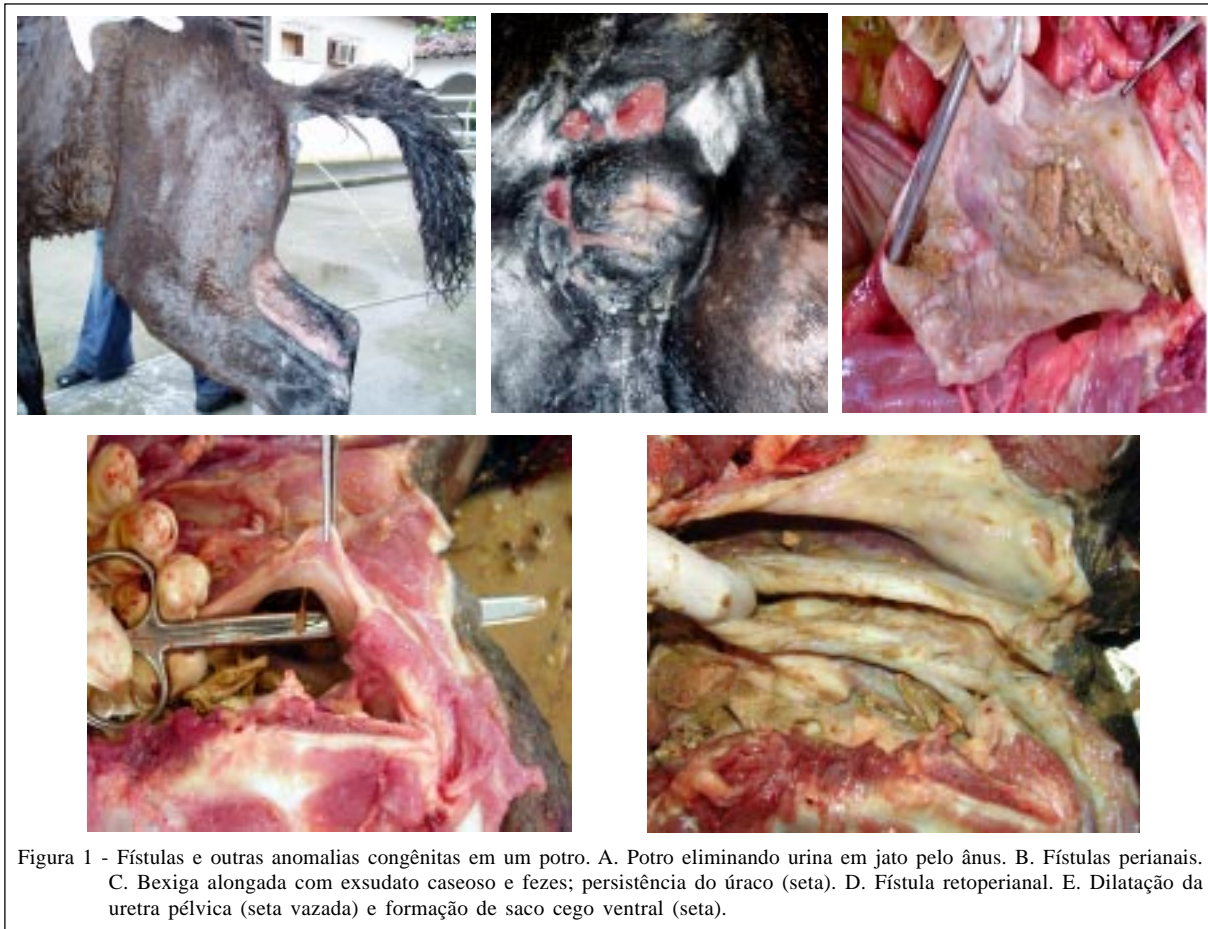 Figura 1 - Fístulas e outras anomalias congênitas em um potro. A. Potro eliminando urina em jato pelo ânus. B. Fístulas perianais.
C. Bexiga alongada com exsudato caseoso e fezes; persistência do úraco (seta). D. Fístula retoperianal. E. Dilatação da
uretra pélvica (seta vazada) e formação de saco cego ventral (seta).